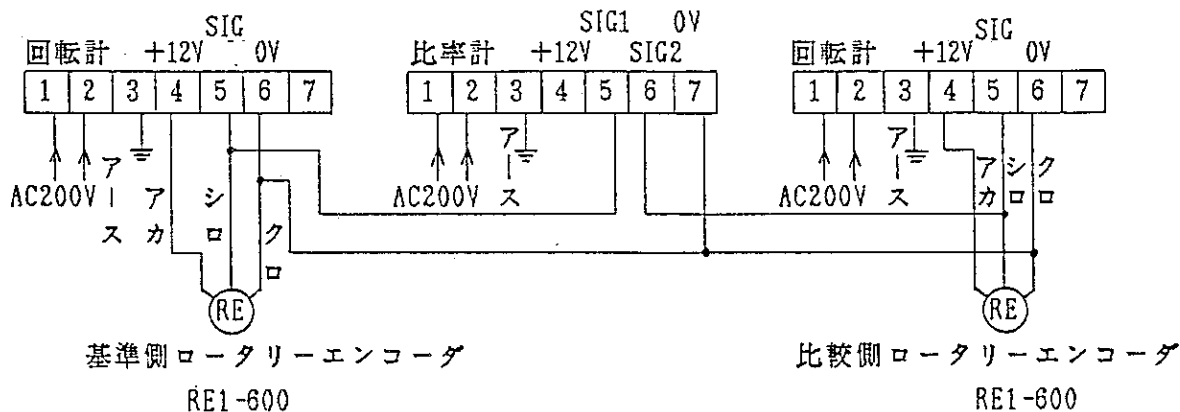 SIG
回転計 +12V 0V
1 2 3 4 5 6 7
AC200V
アース
アカ
シロ
クロ
RE
基準側ロータリーエンコーダ
RE1-600
SIG1 0V
比率計 +12V SIG2
1 2 3 4 5 6 7
AC200V
アース
SIG
回転計 +12V 0V
1 2 3 4 5 6 7
AC200V
アース
アカ
シロ
クロ
RE
比較側ロータリーエンコーダ
RE1-600